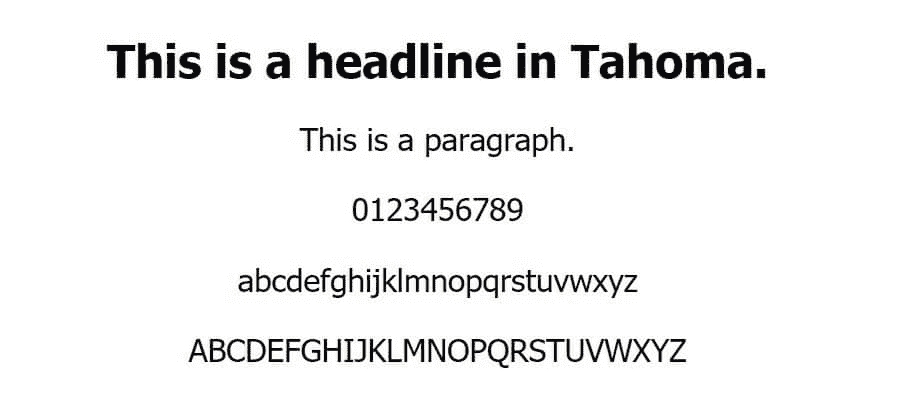 This is a headline in Tahoma.
This is a paragraph.
0123456789
abcdefghijklmnopqrstuvwxyz
ABCDEFGHIJKLMNOPQRSTUVWXYZ